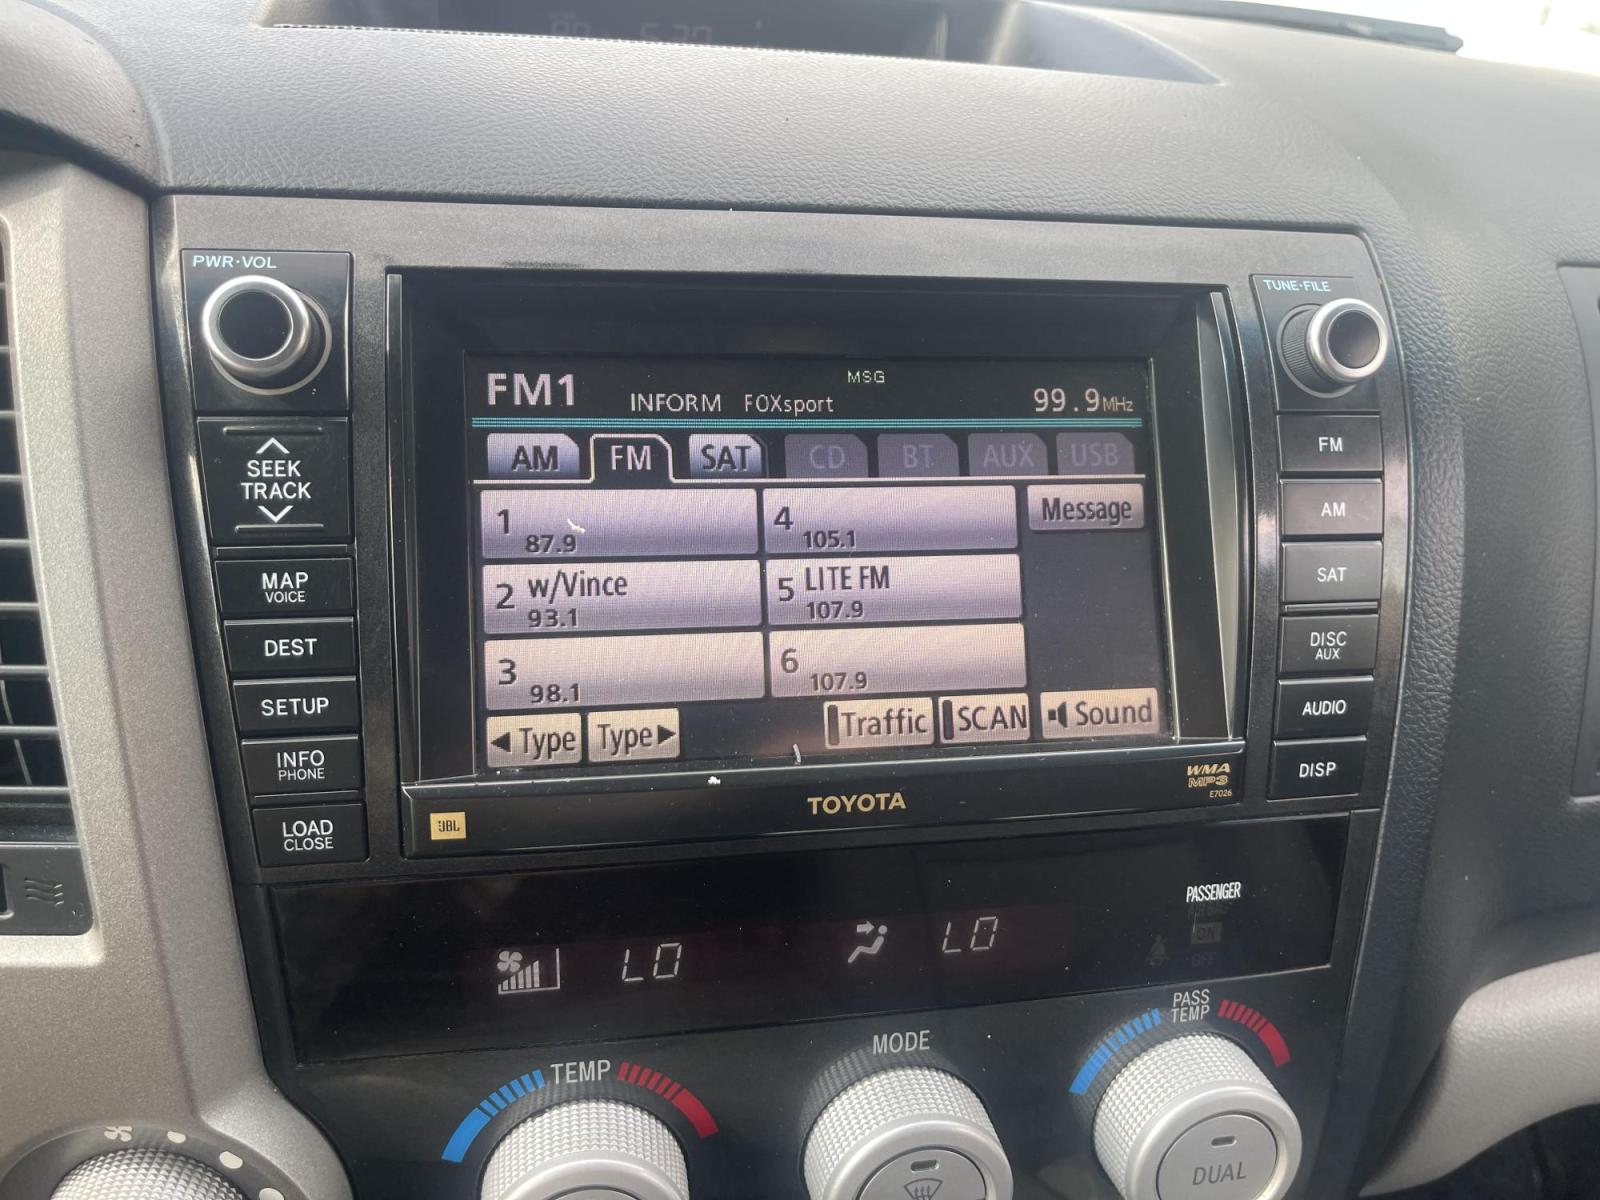 PWR·VOL
TUNE·FILE
SEEK
TRACK
MAP
VOICE
DEST
SETUP
INFO
PHONE
LOAD
CLOSE
MSG
FM1 INFORM FOXsport 99.9MHz
AM FM SAT CD BT AUX USB
1 87.9
4 105.1
Message
2 w/Vince
93.1
5 LITE FM
107.9
3 98.1
6 107.9
Type Type Traffic SCAN Sound
FM
AM
SAT
DISC
AUX
AUDIO
DISP
JBL
TOYOTA
WMA
MP3
E7026
LO
LO
PASSENGER
ON
OFF
TEMP
MODE
PASS
TEMP
DUAL